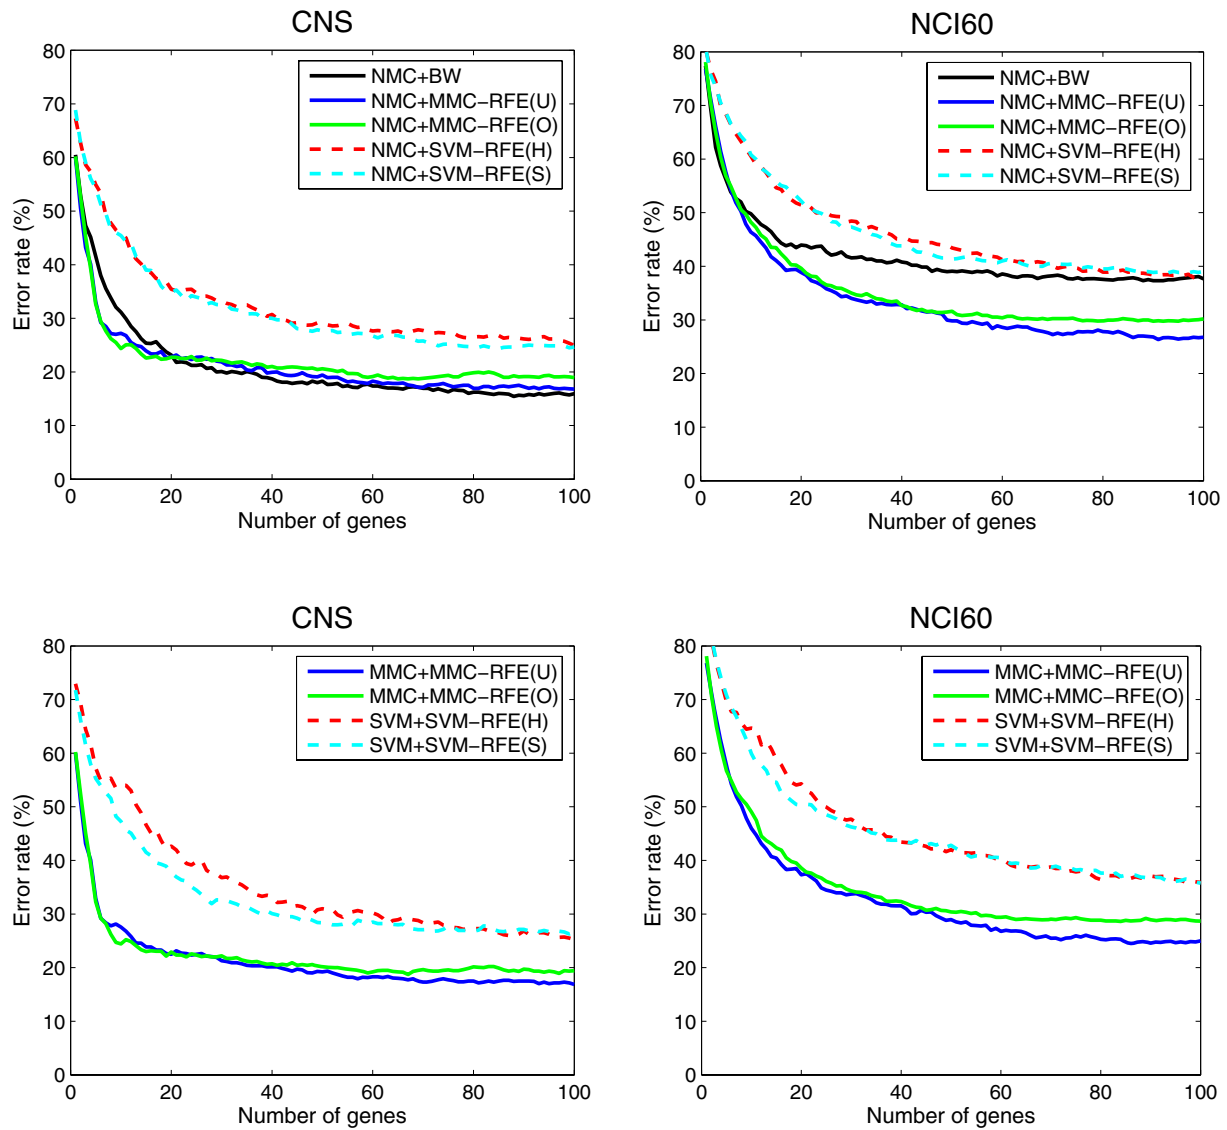 CNS
80
70
60
50
40
30
20
10
0
0 20 40 60 80 100
Error rate (%)
Number of genes
NMC+BW
NMC+MMC−RFE(U)
NMC+MMC−RFE(O)
NMC+SVM−RFE(H)
NMC+SVM−RFE(S)
NCI60
80
70
60
50
40
30
20
10
0
0 20 40 60 80 100
Error rate (%)
Number of genes
NMC+BW
NMC+MMC−RFE(U)
NMC+MMC−RFE(O)
NMC+SVM−RFE(H)
NMC+SVM−RFE(S)
CNS
80
70
60
50
40
30
20
10
0
0 20 40 60 80 100
Error rate (%)
Number of genes
MMC+MMC−RFE(U)
MMC+MMC−RFE(O)
SVM+SVM−RFE(H)
SVM+SVM−RFE(S)
NCI60
80
70
60
50
40
30
20
10
0
0 20 40 60 80 100
Error rate (%)
Number of genes
MMC+MMC−RFE(U)
MMC+MMC−RFE(O)
SVM+SVM−RFE(H)
SVM+SVM−RFE(S)